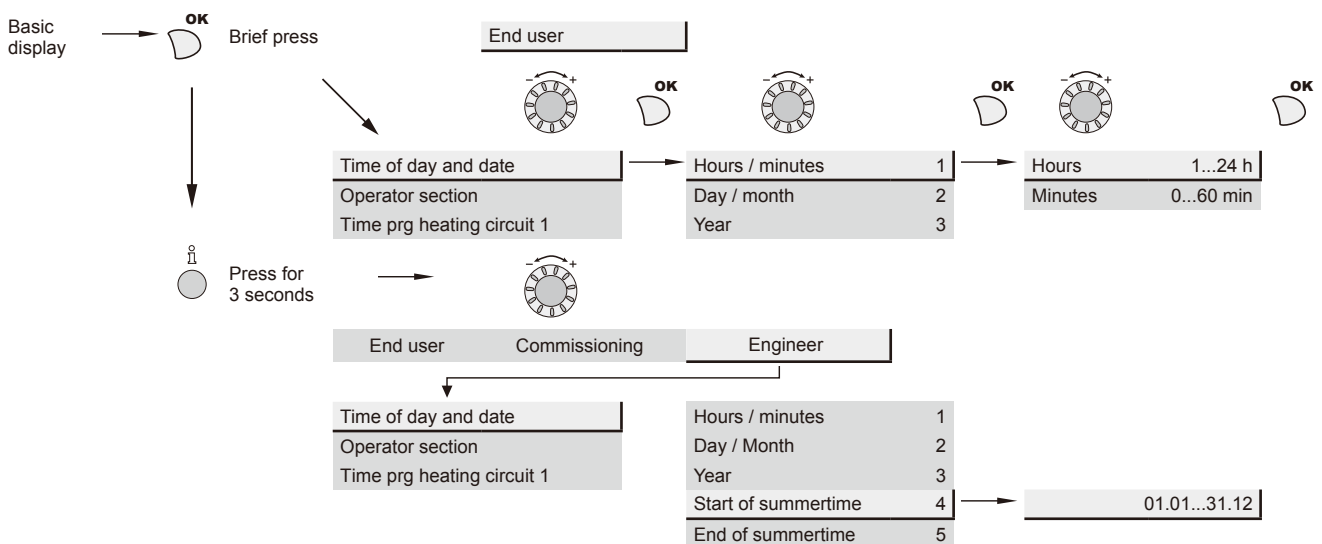 Basic
display
OK
Brief press
End user
- +
OK
- +
OK
- +
OK
Time of day and date
Hours / minutes 1
Hours 1...24 h
Operator section
Day / month 2
Minutes 0...60 min
Time prg heating circuit 1
Year 3
Press for
3 seconds
- +
End user Commissioning Engineer
Time of day and date
Hours / minutes 1
Operator section
Day / Month 2
Time prg heating circuit 1
Year 3
Start of summertime 4
01.01...31.12
End of summertime 5